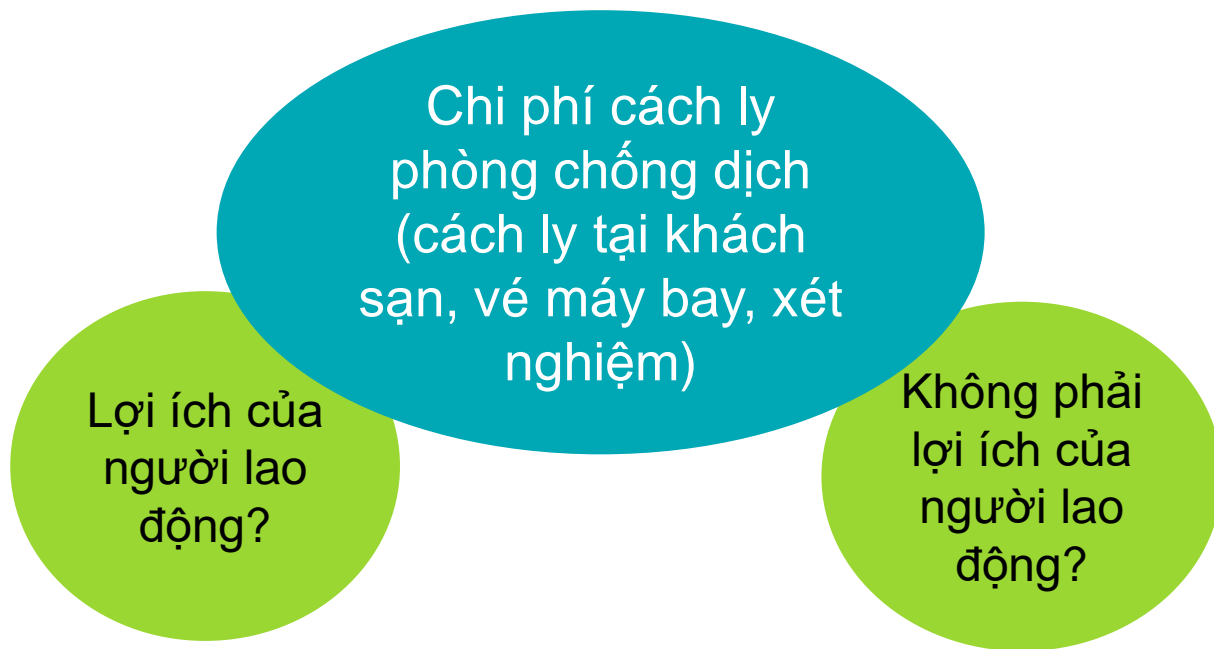 Chi phí cách ly
phòng chống dịch
(cách ly tại khách
sạn, vé máy bay, xét
nghiệm)
Lợi ích của
người lao
động?
Không phải
lợi ích của
người lao
động?